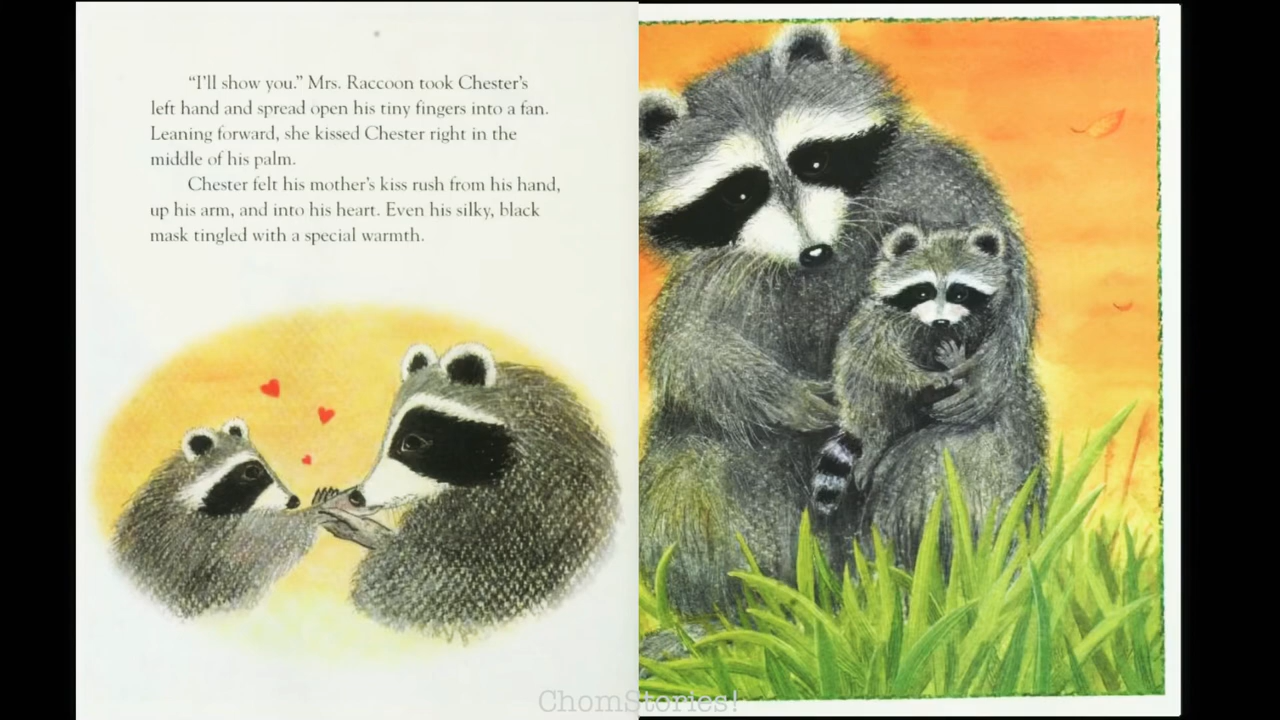 “I’ll show you.” Mrs. Raccoon took Chester’s
left hand and spread open his tiny fingers into a fan.
Leaning forward, she kissed Chester right in the
middle of his palm.
Chester felt his mother’s kiss rush from his hand,
up his arm, and into his heart. Even his silky, black
mask tingled with a special warmth.
ChomStories!